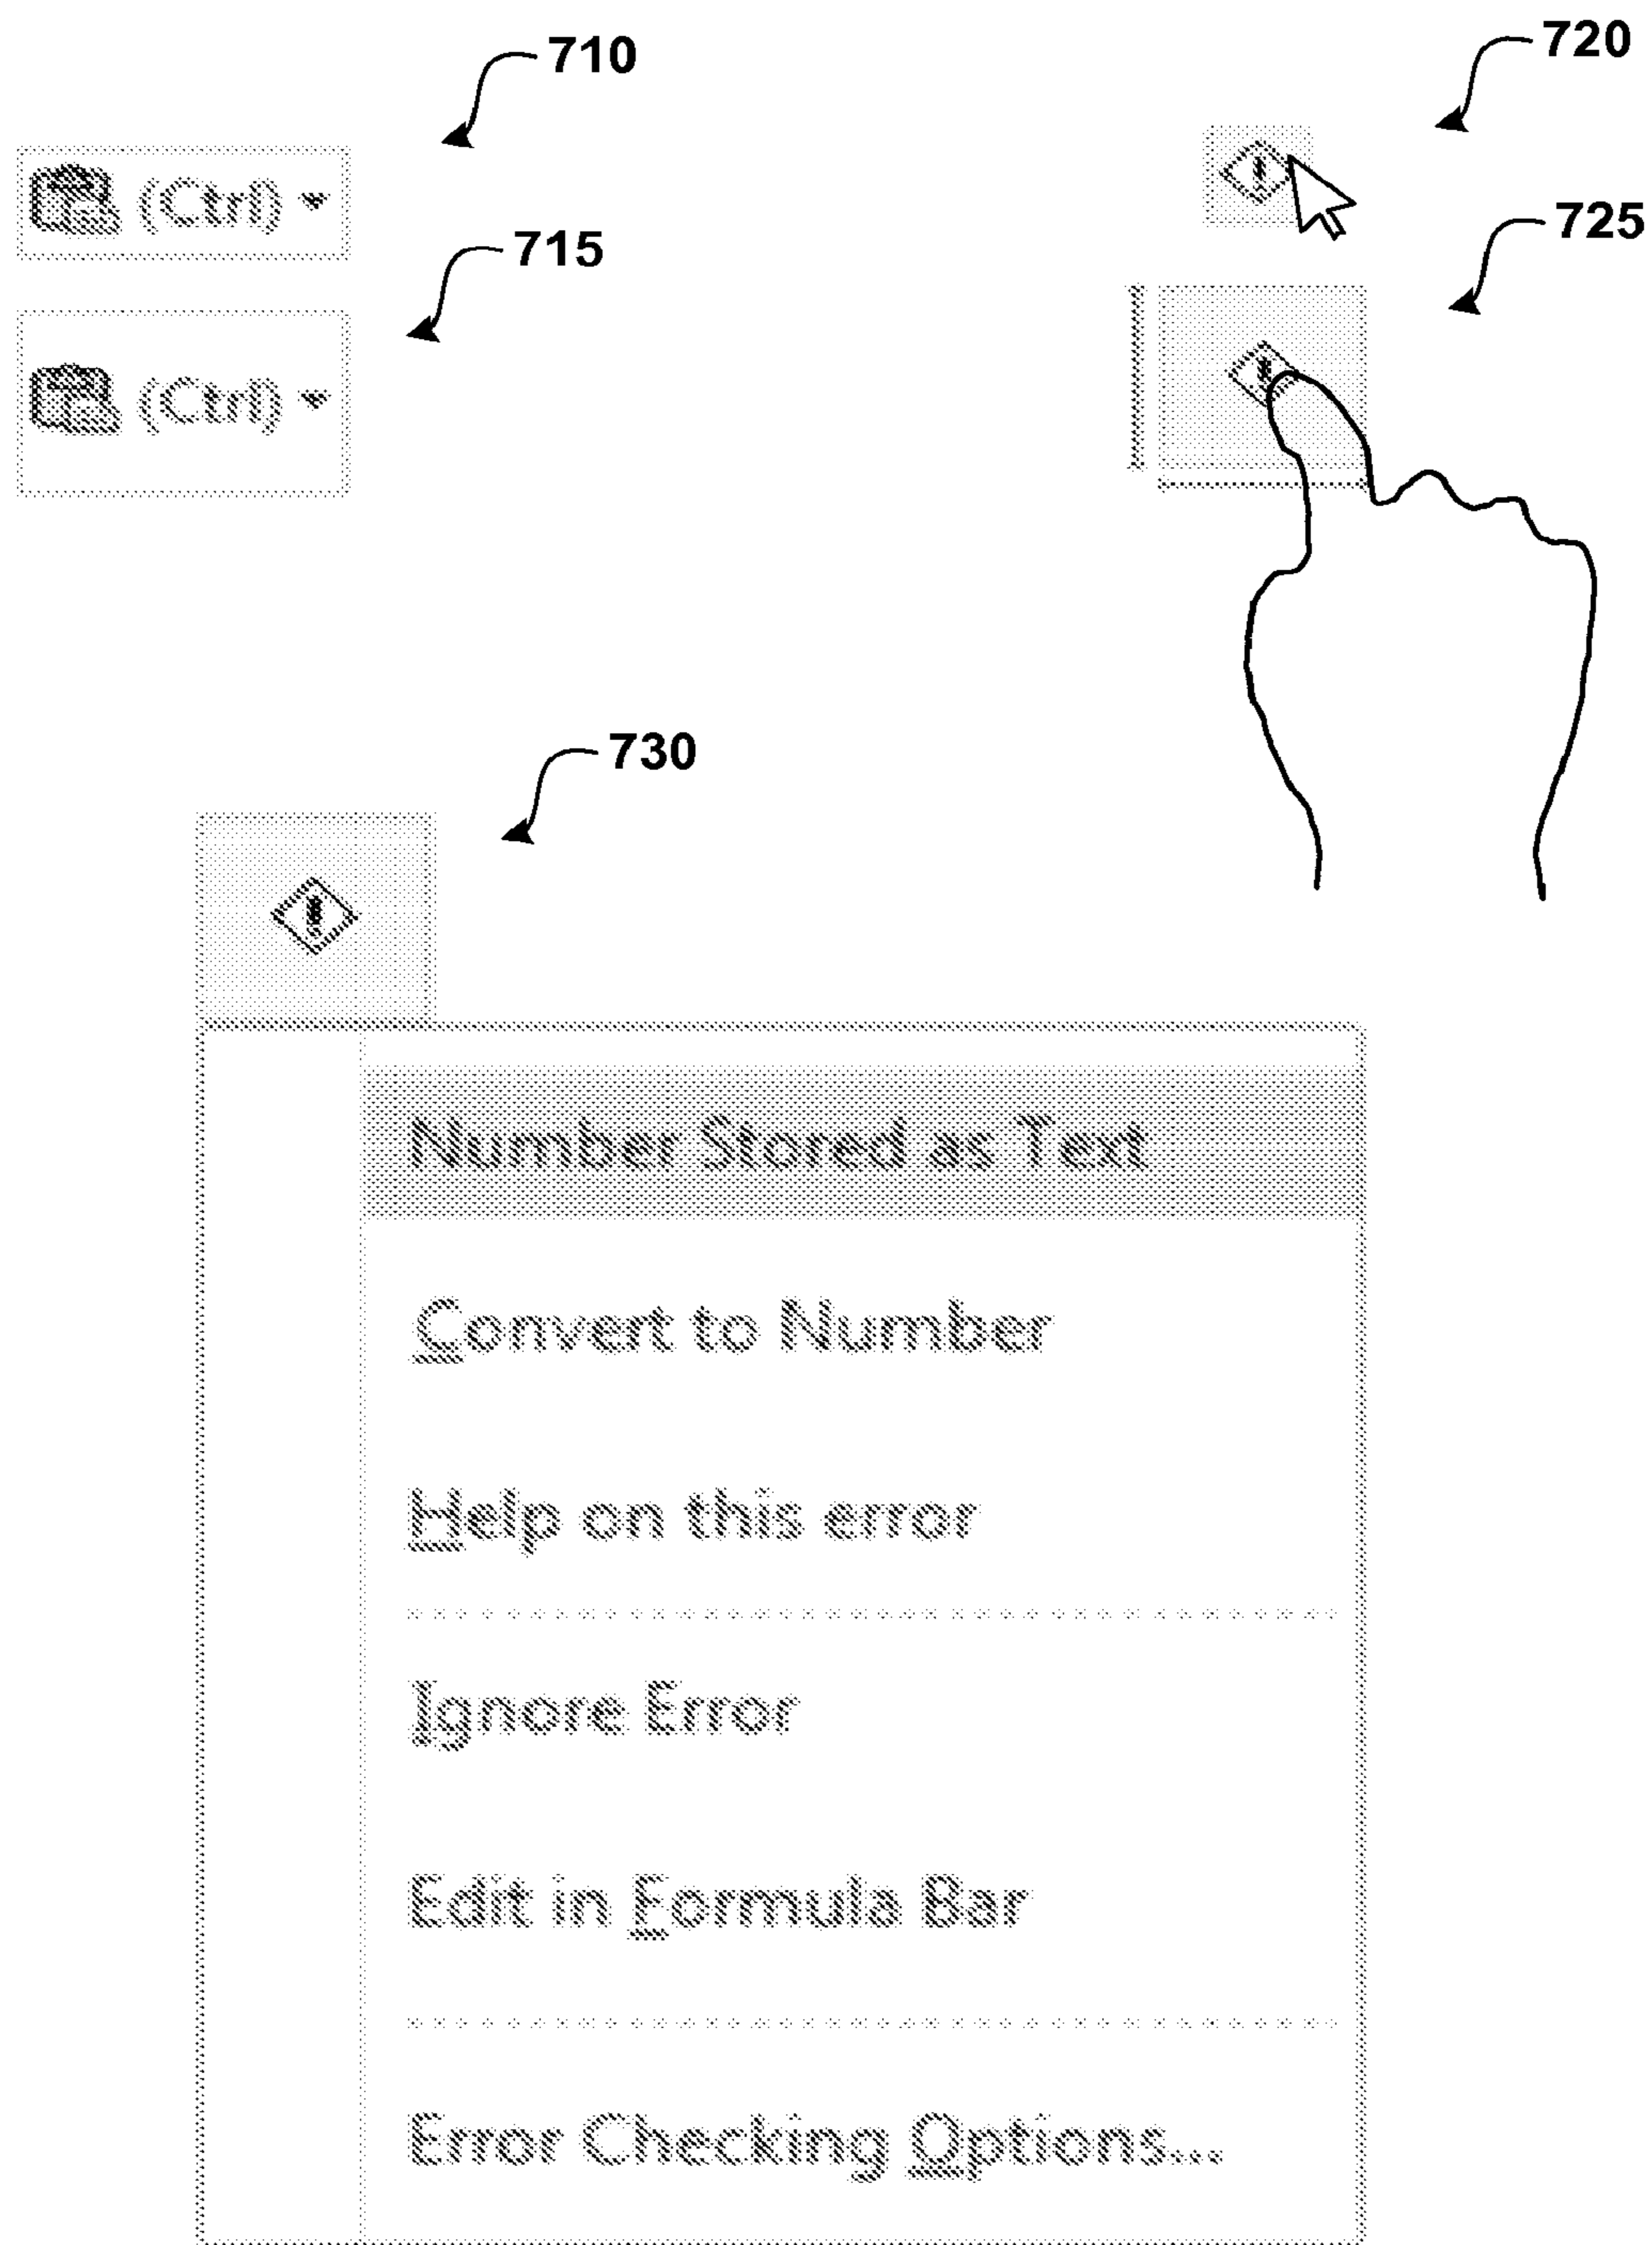 710
720
(Ctrl)
725
715
(Ctrl)
730
Number Stored as Text
Convert to Number
Help on this error
Ignore Error
Edit in Formula Bar
Error Checking Options...